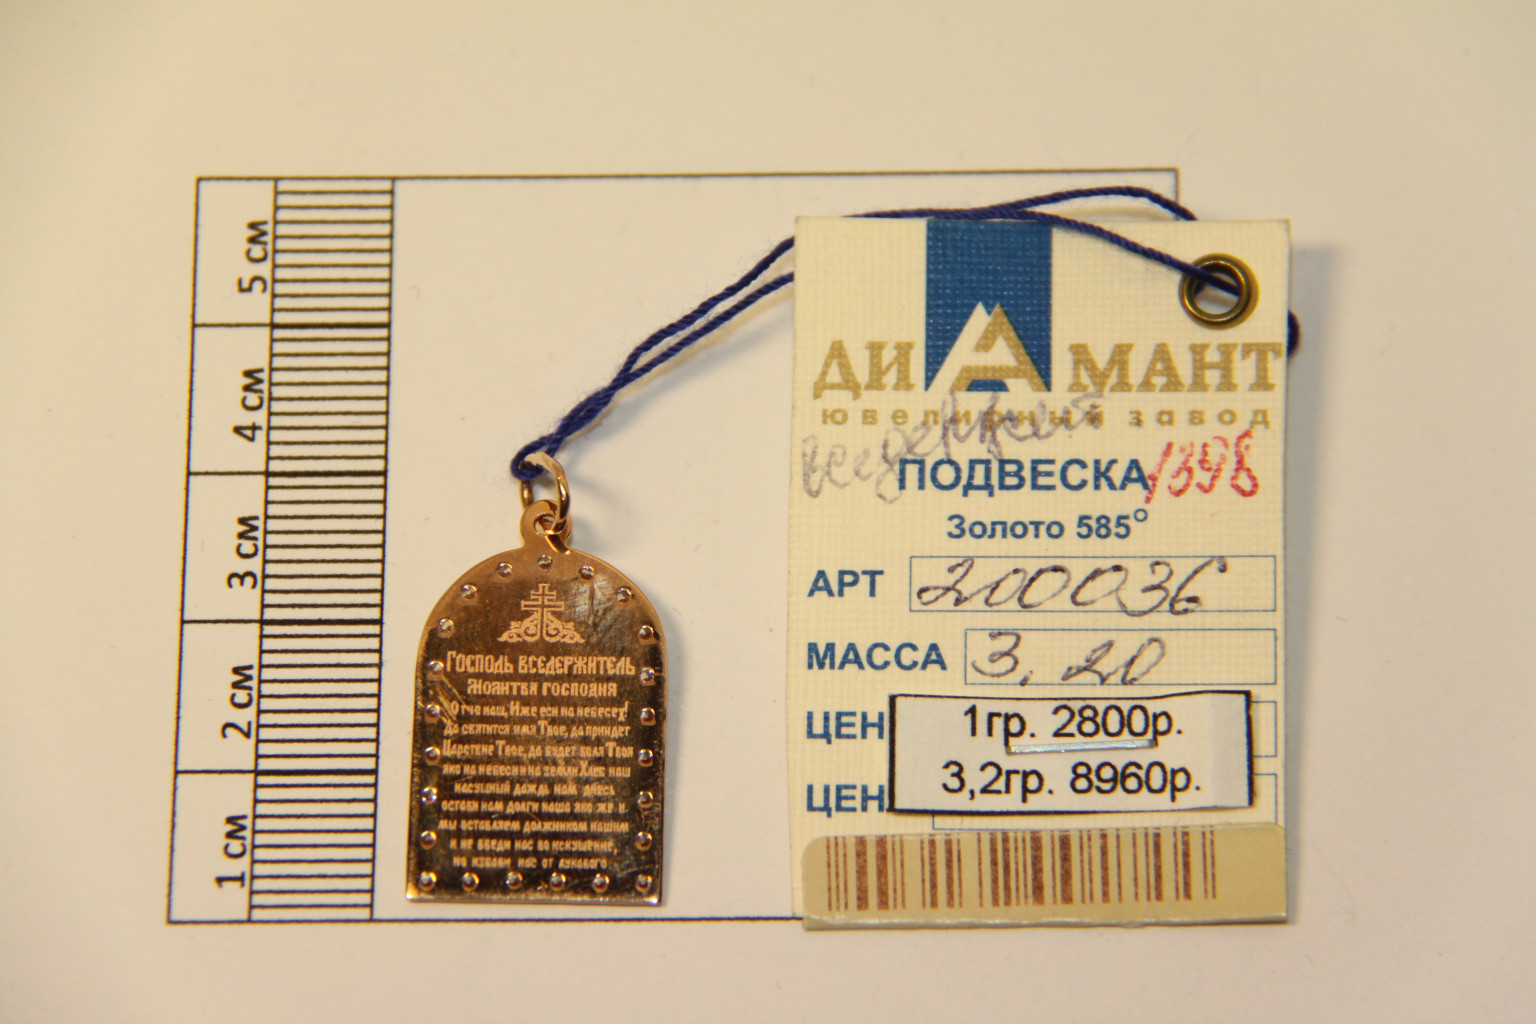 5 см
4 см
3 см
2 см
1 см
Господь вседержитель
Молитва господня
Отче наш, Иже еси на небесех!
Да святится имя Твое, да приидет
Царствие Твое, да будет воля Твоя
яко на небеси и на земли Хлеб наш
насущный даждь нам днесь
остави нам долги наша яко же и
мы оставляем должником нашим
и не введи нас во искушение,
но избави нас от лукавого
ДИАМАНТ
ювелирный завод
вседержит
ПОДВЕСКА 1398
Золото 585°
АРТ 200036
МАССА 3,20
ЦЕН 1гр. 2800р.
ЦЕН 3,2гр. 8960р.